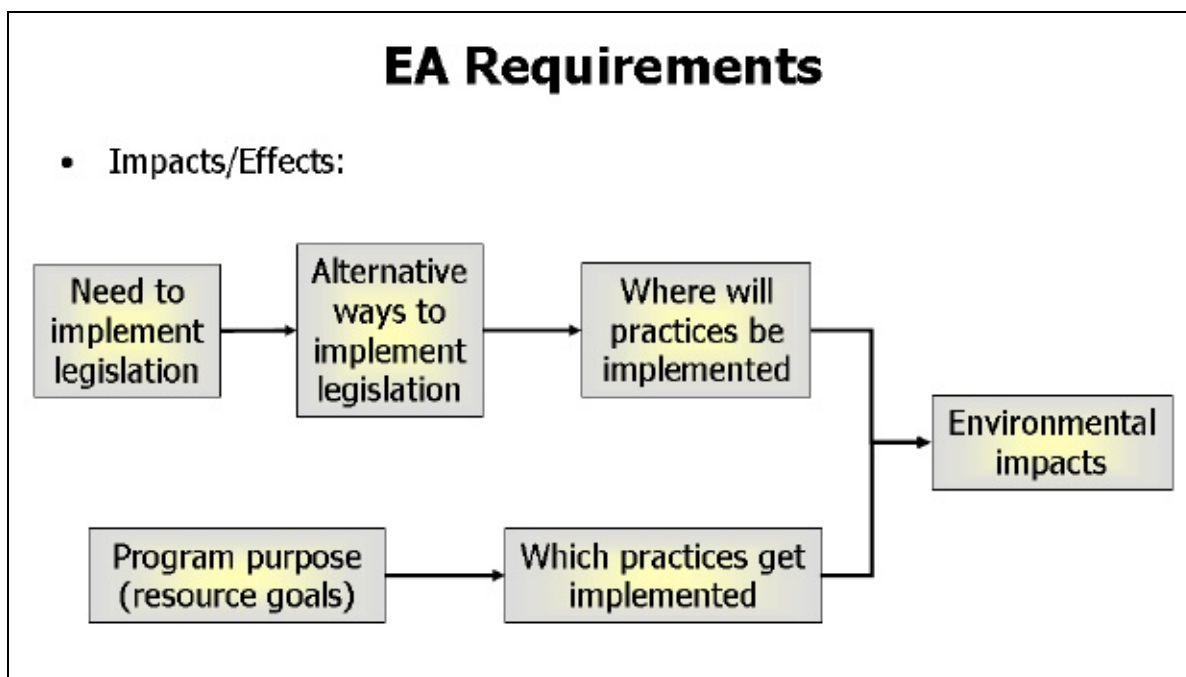 EA Requirements
• Impacts/Effects:
Need to
implement
legislation
Alternative
ways to
implement
legislation
Where will
practices be
implemented
Environmental
impacts
Program purpose
(resource goals)
Which practices get
implemented